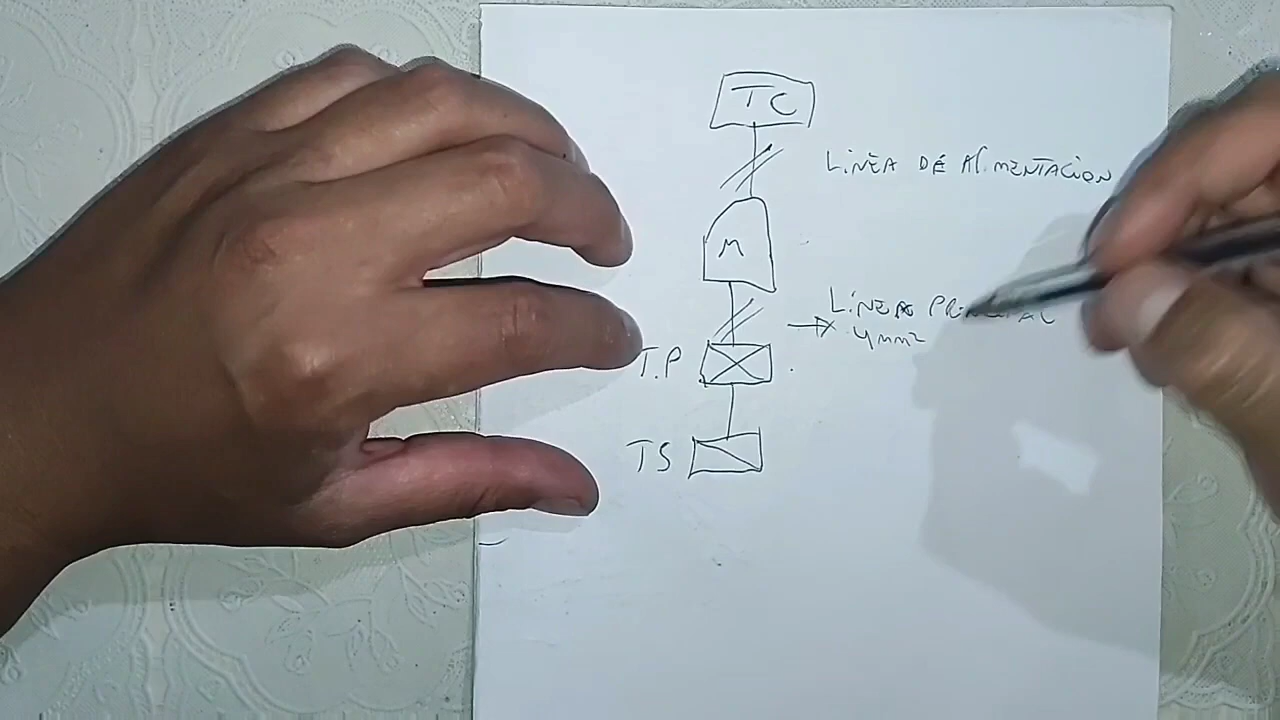 TC
LiNEA DE AliMENTACiON
M
LiNEA PRiNCiPAL
4mm2
T.P
TS